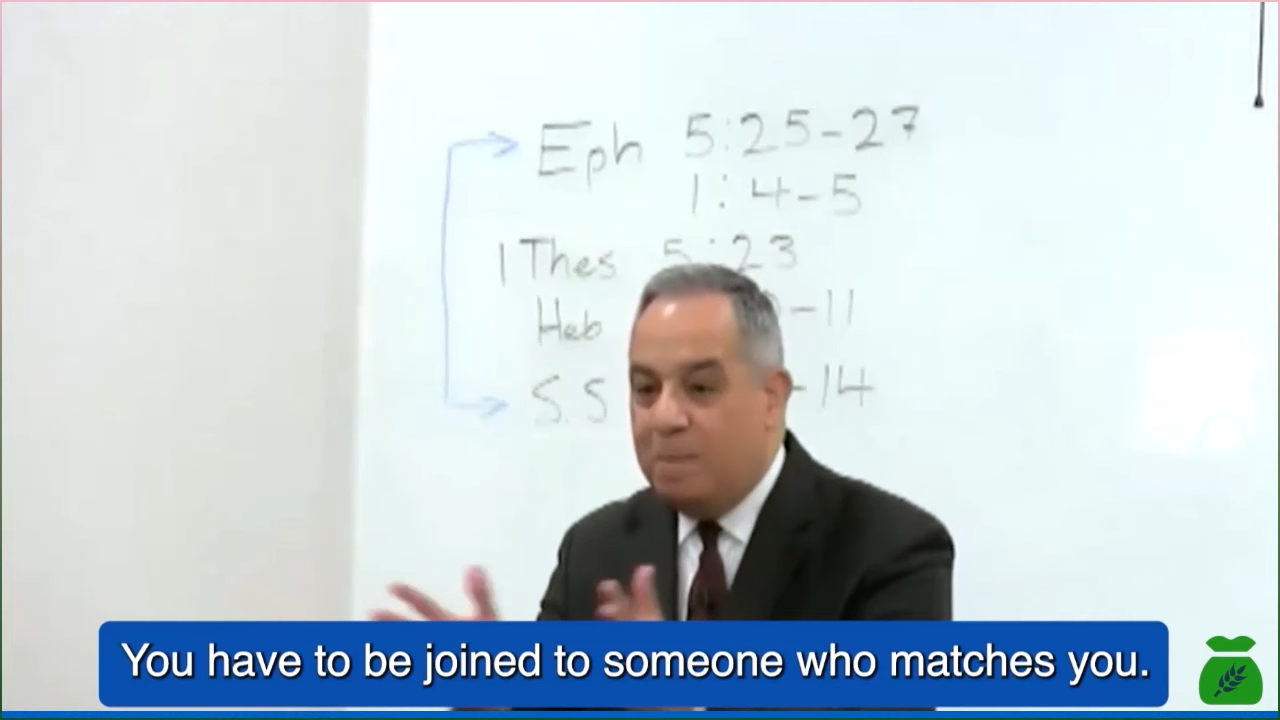 Eph 5:25-27
1:4-5
1 Thes 5:23
Heb -11
S.S -14
You have to be joined to someone who matches you.